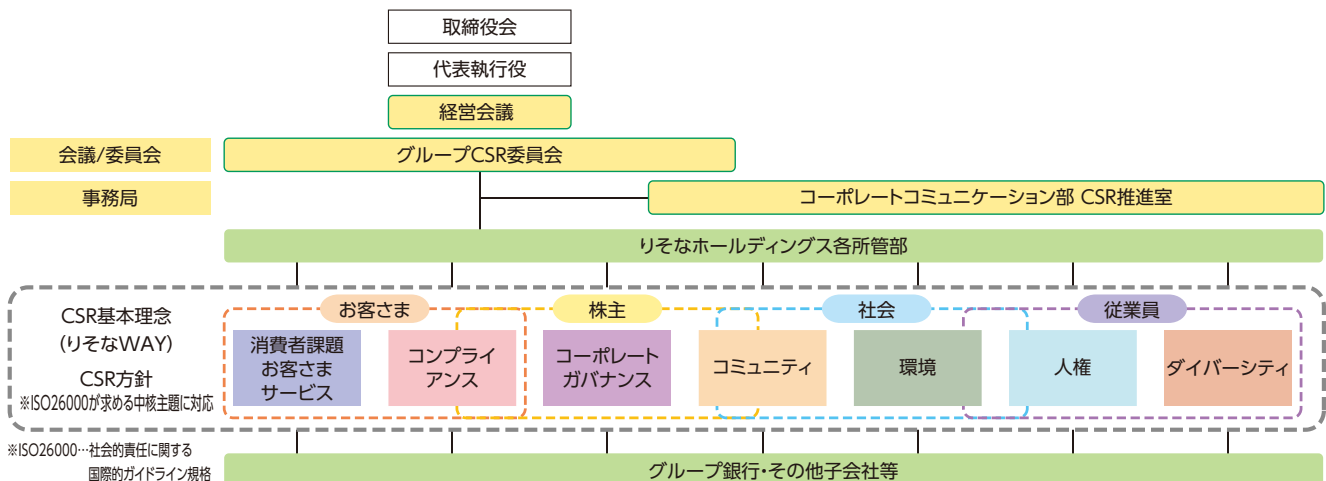 取締役会
代表執行役
経営会議
会議/委員会
グループCSR委員会
事務局
コーポレートコミュニケーション部 CSR推進室
りそなホールディングス各所管部
CSR基本理念
(りそなWAY)
CSR方針
※ISO26000が求める中核主題に対応
お客さま
株主
社会
従業員
消費者課題
お客さま
サービス
コンプライ
アンス
コーポレート
ガバナンス
コミュニティ
環境
人権
ダイバーシティ
※ISO26000…社会的責任に関する
国際的ガイドライン規格
グループ銀行・その他子会社等